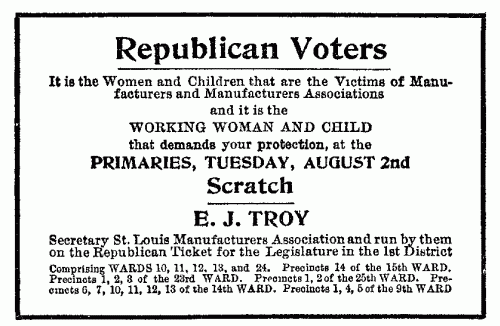 Republican Voters
It is the Women and Children that are the Victims of Manu-
facturers and Manufacturers Associations
and it is the
WORKING WOMAN AND CHILD
that demands your protection, at the
PRIMARIES, TUESDAY, AUGUST 2nd
Scratch
E. J. TROY
Secretary St. Louis Manufacturers Association and run by them
on the Republican Ticket for the Legislature in the 1st District
Comprising WARDS 10, 11, 12, 13, and 24. Precincts 14 of the 15th WARD.
Precincts 1, 2, 3 of the 23rd WARD. Precincts 1, 2 of the 25th WARD. Pre-
cincts 6, 7, 10, 11, 12, 13 of the 14th WARD. Precincts 1, 4, 5 of the 9th WARD